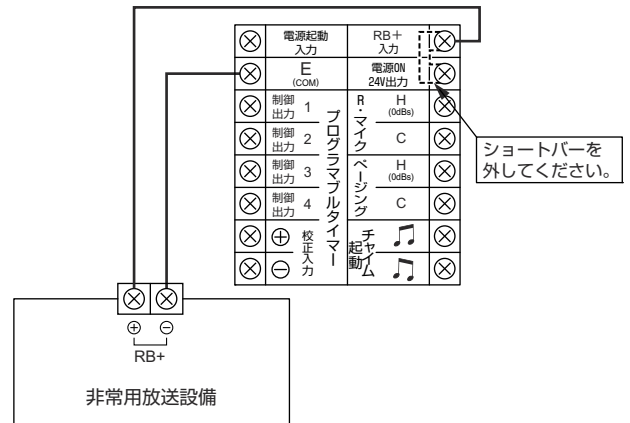 電源起動
入力
RB+
入力
E
(COM)
電源ON
24V出力
制御
出力 1
制御
出力 2
制御
出力 3
制御
出力 4
プログラマブルタイマー
⊕
⊖
校正入力
R・マイク
H
(0dBs)
C
ページング
H
(0dBs)
C
チャイム
起動
ショートバーを
外してください。
⊕ ⊖
RB+
非常用放送設備